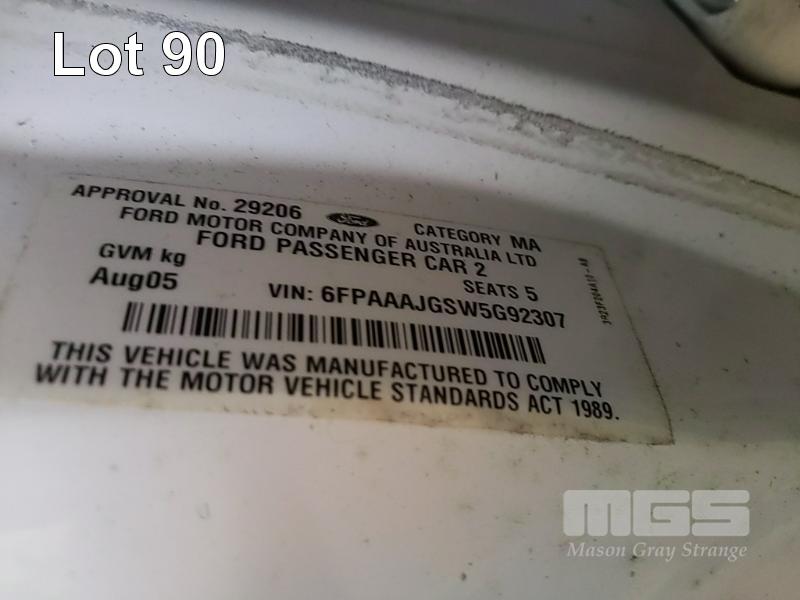 Lot 90
APPROVAL No. 29206 Ford CATEGORY MA
FORD MOTOR COMPANY OF AUSTRALIA LTD
FORD PASSENGER CAR 2
GVM kg SEATS 5
Aug05 VIN: 6FPAAAJGSW5G92307
THIS VEHICLE WAS MANUFACTURED TO COMPLY
WITH THE MOTOR VEHICLE STANDARDS ACT 1989.
MGS
Mason Gray Strange